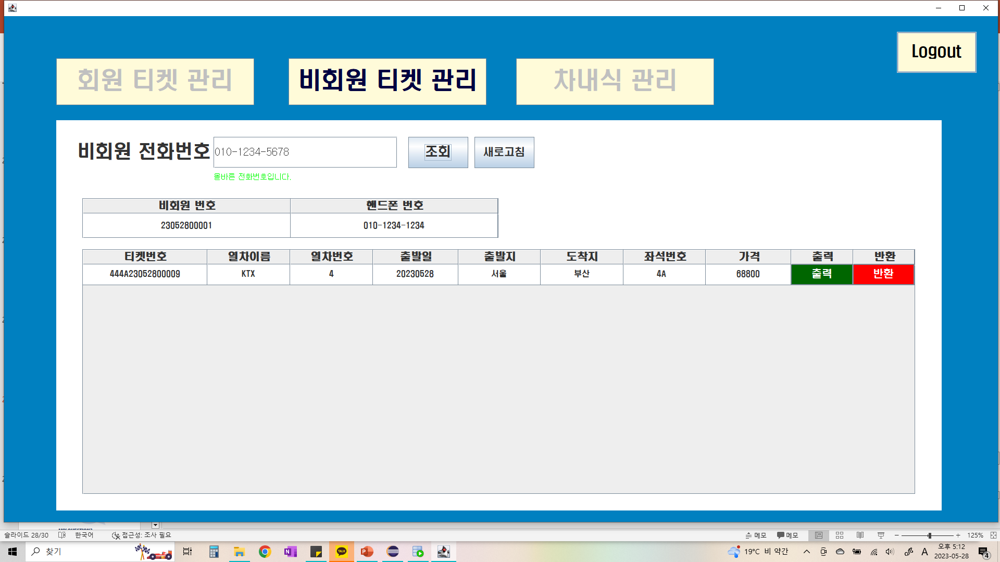 Logout
회원 티켓 관리
비회원 티켓 관리
차내식 관리
비회원 전화번호 010-1234-5678 조회 새로고침
올바른 전화번호입니다.
비회원 번호 핸드폰 번호
23052800001 010-1234-1234
티켓번호 열차이름 열차번호 출발일 출발지 도착지 좌석번호 가격 출력 반환
444A23052800009 KTX 4 20230528 서울 부산 4A 68800 출력 반환
슬라이드 28/30 한국어 접근성: 조사 필요 메모 메모 125%
찾기 19°C 비 약간 A 오후 5:12
2023-05-28 4